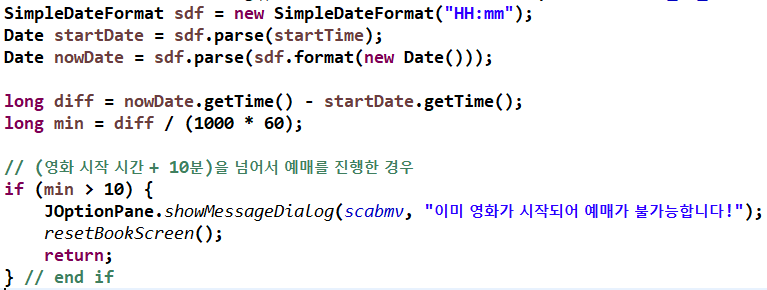 SimpleDateFormat sdf = new SimpleDateFormat("HH:mm");
Date startDate = sdf.parse(startTime);
Date nowDate = sdf.parse(sdf.format(new Date()));
long diff = nowDate.getTime() - startDate.getTime();
long min = diff / (1000 * 60);
// (영화 시작 시간 + 10분)을 넘어서 예매를 진행한 경우
if (min > 10) {
JOptionPane.showMessageDialog(scabmv, "이미 영화가 시작되어 예매가 불가능합니다!");
resetBookScreen();
return;
} // end if